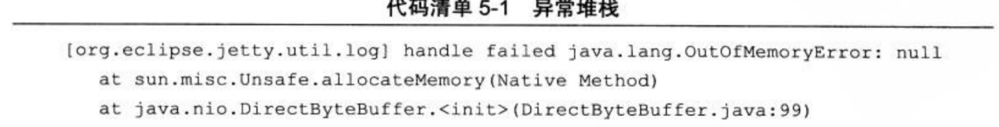 代码清单 5-1 异常堆栈
[org.eclipse.jetty.util.log] handle failed java.lang.OutOfMemoryError: null
at sun.misc.Unsafe.allocateMemory(Native Method)
at java.nio.DirectByteBuffer.<init>(DirectByteBuffer.java:99)